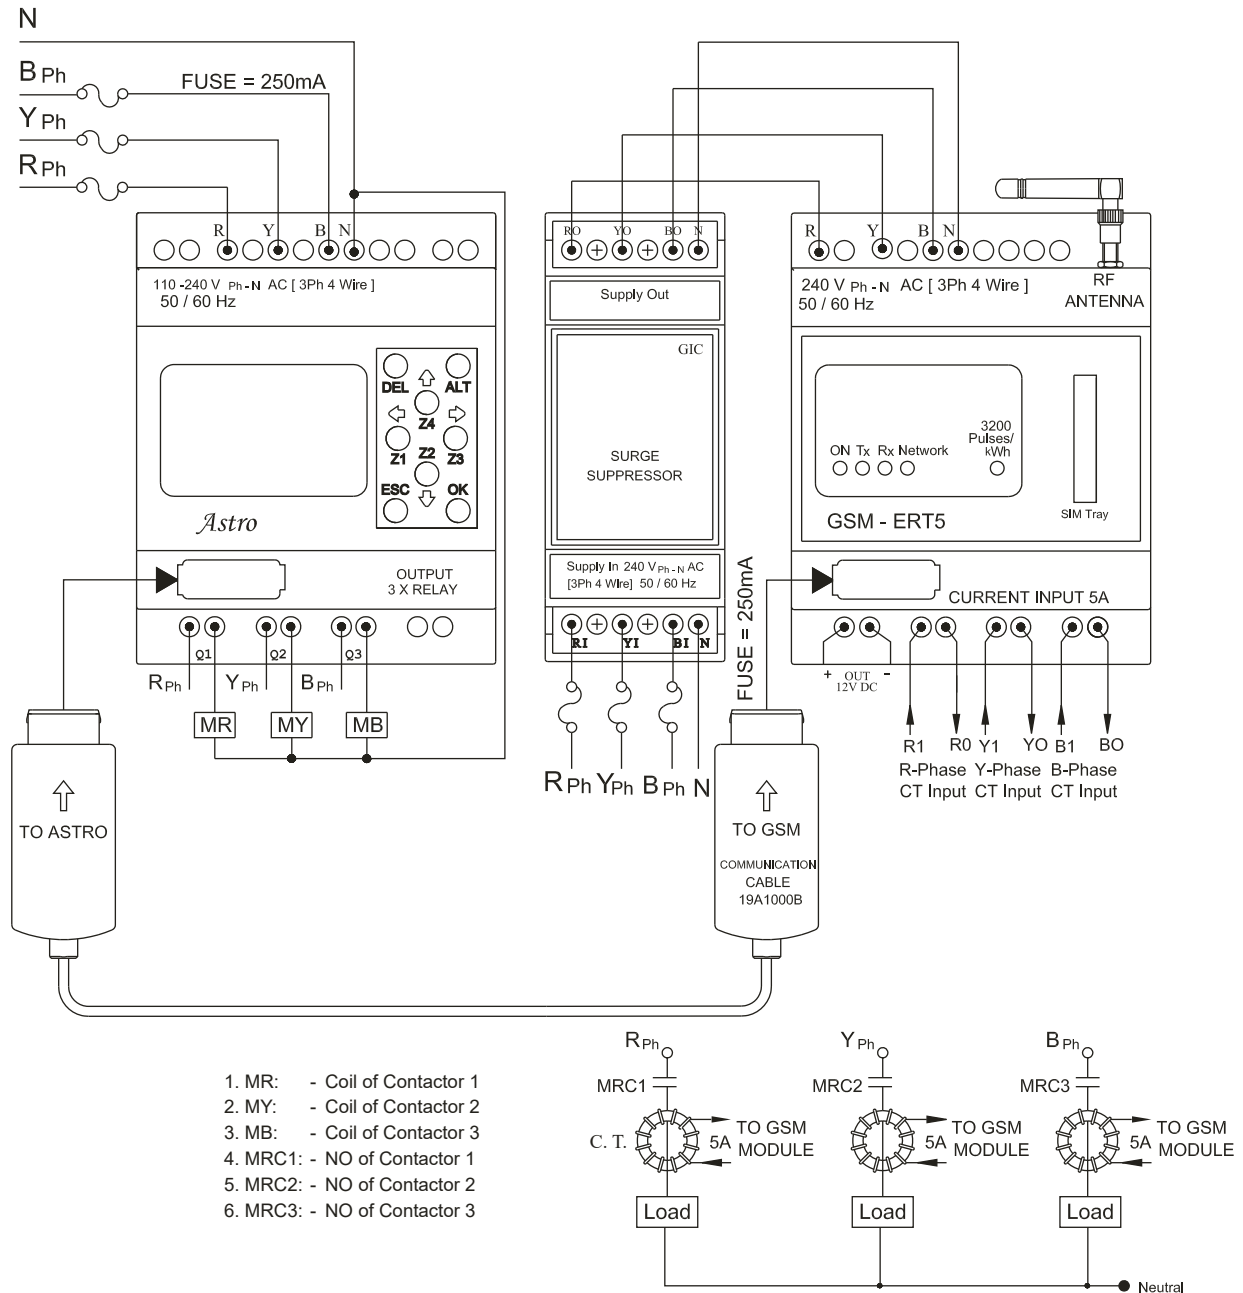 N
B Ph
FUSE = 250mA
Y Ph
R Ph
R Y B N
110 -240 V Ph - N AC [ 3Ph 4 Wire ]
50 / 60 Hz
DEL ALT
Z4
Z1 Z2 Z3
ESC OK
Astro
OUTPUT
3 X RELAY
Q1 Q2 Q3
R Ph Y Ph B Ph
MR MY MB
RO YO BO N
Supply Out
GIC
SURGE
SUPPRESSOR
Supply In 240 V Ph - N AC
[3Ph 4 Wire] 50 / 60 Hz
RI YI BI N
FUSE = 250mA
R Ph Y Ph B Ph N
R Y B N
240 V Ph - N AC [ 3Ph 4 Wire ]
50 / 60 Hz
RF
ANTENNA
3200
Pulses/
kWh
ON Tx Rx Network
SIM Tray
GSM - ERT5
CURRENT INPUT 5A
+ OUT -
12V DC
R1 R0 Y1 YO B1 BO
R-Phase Y-Phase B-Phase
CT Input CT Input CT Input
TO ASTRO
TO GSM
COMMUNICATION
CABLE
19A1000B
1. MR: - Coil of Contactor 1
2. MY: - Coil of Contactor 2
3. MB: - Coil of Contactor 3
4. MRC1: - NO of Contactor 1
5. MRC2: - NO of Contactor 2
6. MRC3: - NO of Contactor 3
R Ph Y Ph B Ph
MRC1 MRC2 MRC3
C. T. 5A TO GSM MODULE
5A TO GSM MODULE
5A TO GSM MODULE
Load Load Load
Neutral